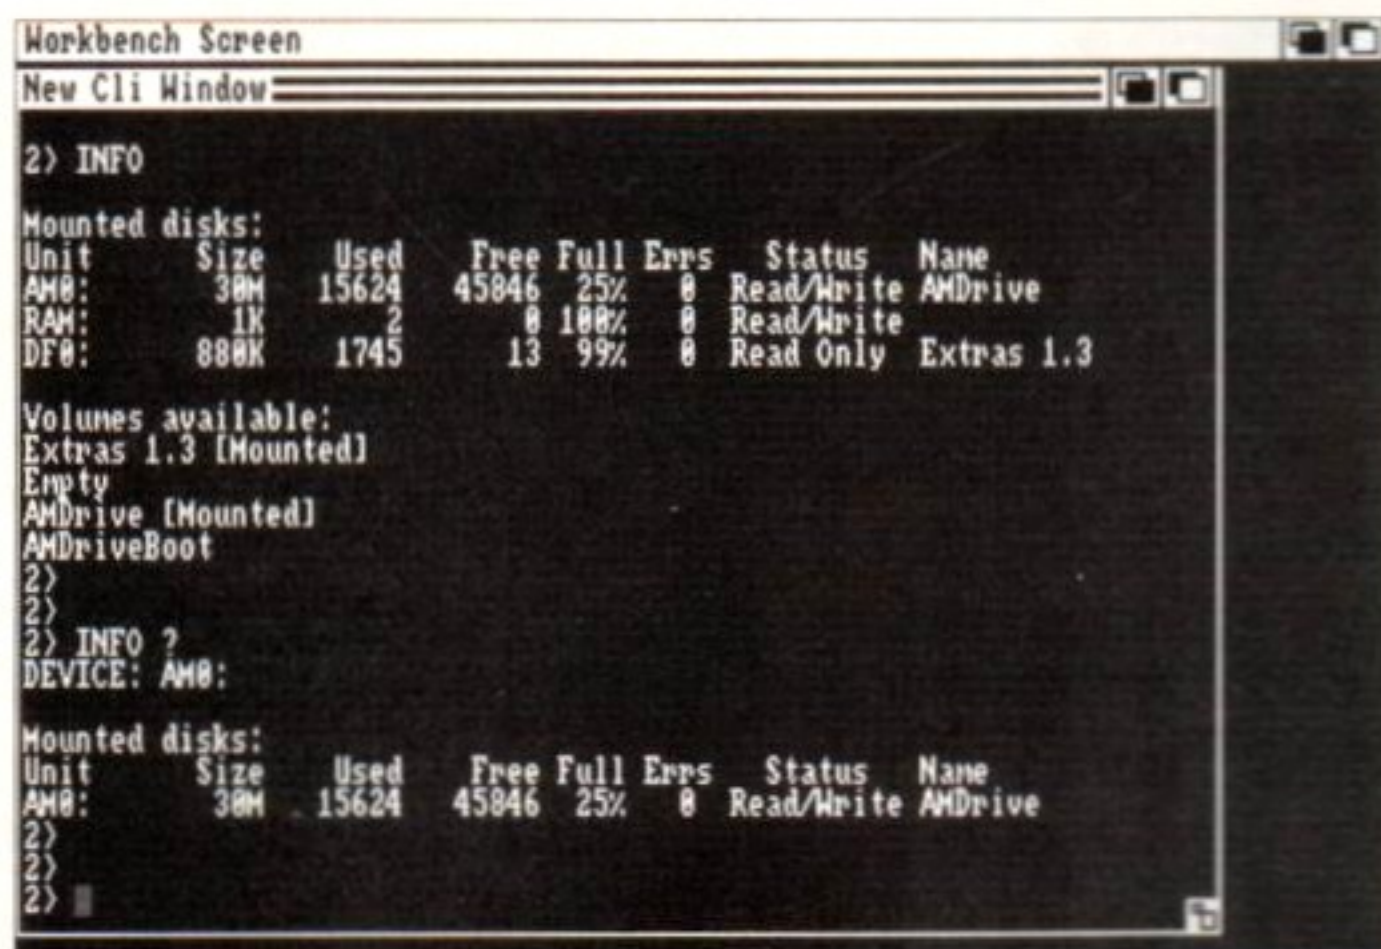 Workbench Screen
New Cli Window
2> INFO
Mounted disks:
Unit Size Used Free Full Errs Status Name
AM0: 30M 15624 45846 25% 0 Read/Write AMDrive
RAM: 1K 2 0 100% 0 Read/Write
DF0: 880K 1745 13 99% 0 Read Only Extras 1.3
Volumes available:
Extras 1.3 [Mounted]
Empty
AMDrive [Mounted]
AMDriveBoot
2>
2>
2> INFO ?
DEVICE: AM0:
Mounted disks:
Unit Size Used Free Full Errs Status Name
AM0: 30M 15624 45846 25% 0 Read/Write AMDrive
2>
2>
2>